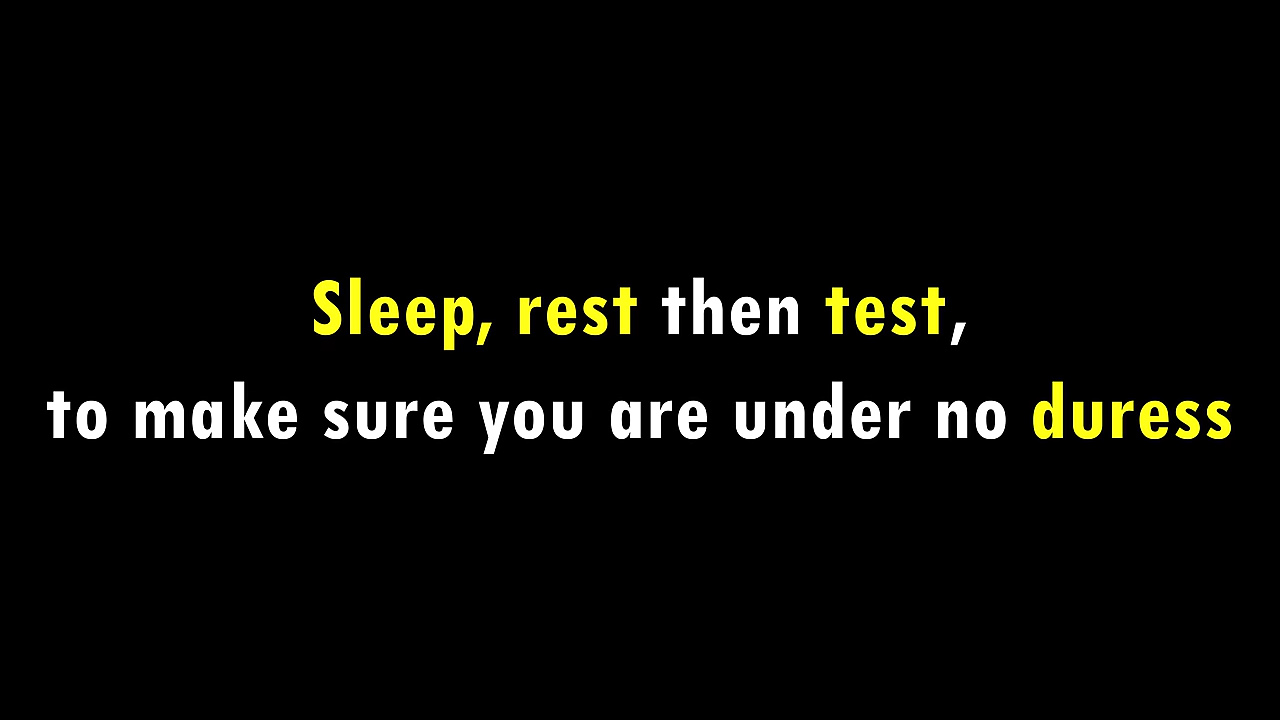 Sleep, rest then test,
to make sure you are under no duress